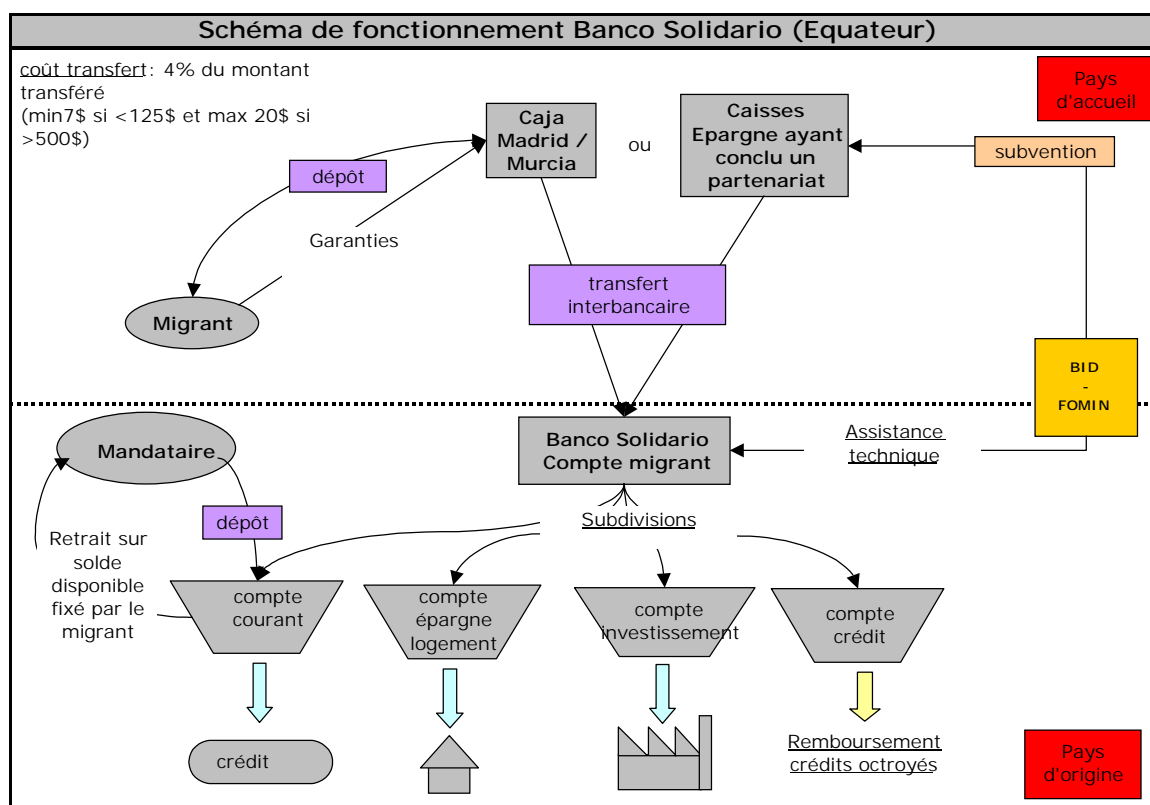 Schéma de fonctionnement Banco Solidario (Equateur)
coût transfert: 4% du montant
transféré
(min7$ si <125$ et max 20$ si
>500$)
Pays
d'accueil
Caja
Madrid /
Murcia
ou
Caisses
Epargne ayant
conclu un
partenariat
subvention
dépôt
Garanties
transfert
interbancaire
Migrant
BID
-
FOMIN
Mandataire
Banco Solidario
Compte migrant
Assistance
technique
dépôt
Subdivisions
Retrait sur
solde
disponible
fixé par le
migrant
compte
courant
compte
épargne
logement
compte
investissement
compte
crédit
crédit
Remboursement
crédits octroyés
Pays
d'origine